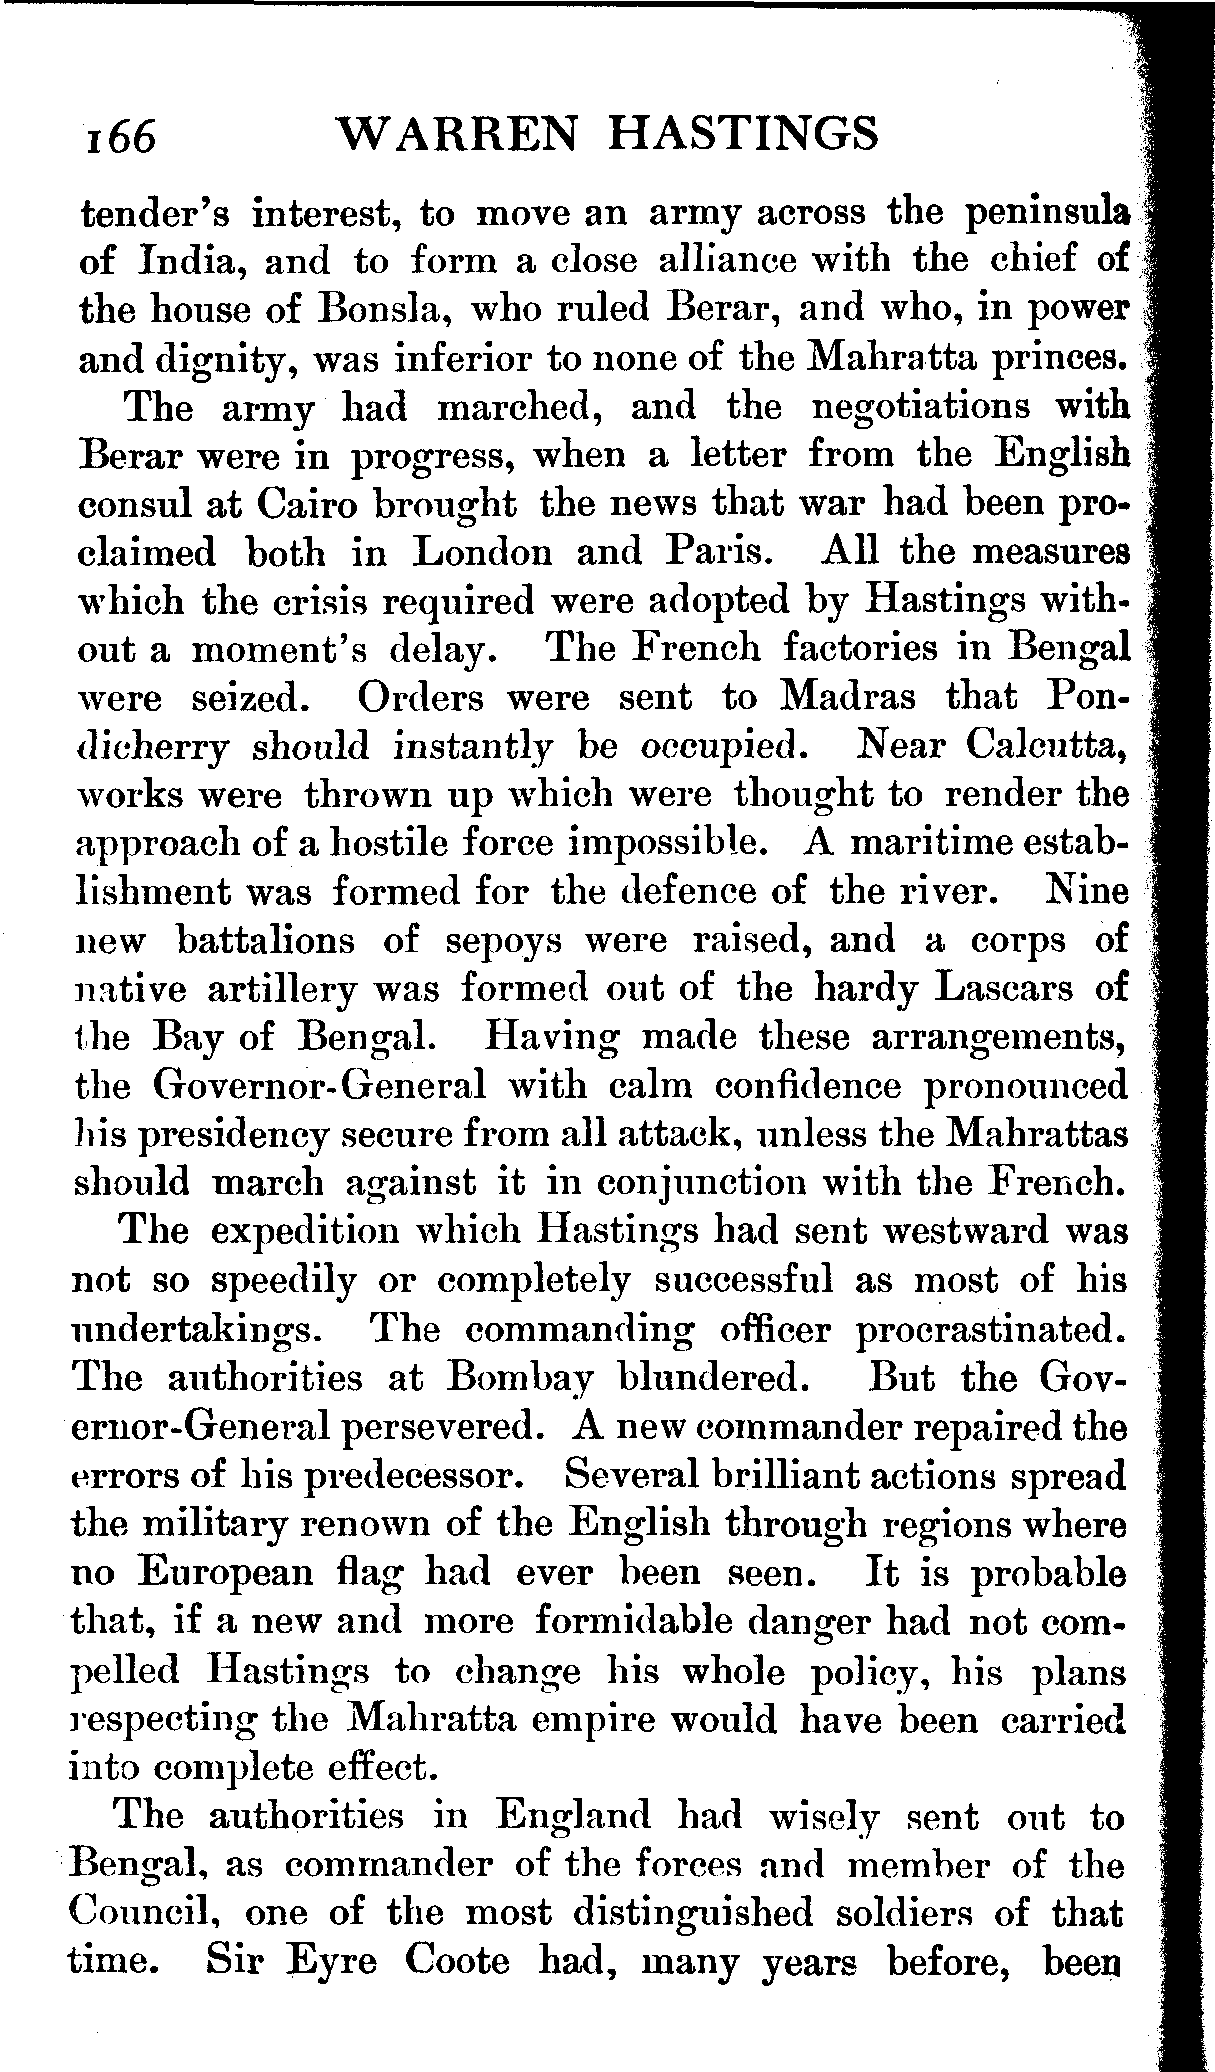 166 WARREN HASTINGS
tender's interest, to move an army across the peninsula
of India, and to form a close alliance with the chief of
the house of Bonsla, who ruled Berar, and who, in power
and dignity, was inferior to none of the Mahratta princes.
The army had marched, and the negotiations with
Berar were in progress, when a letter from the English
consul at Cairo brought the news that war had been pro-
claimed both in London and Paris. All the measures
which the crisis required were adopted by Hastings with-
out a moment's delay. The French factories in Bengal
were seized. Orders were sent to Madras that Pon-
dicherry should instantly be occupied. Near Calcutta,
works were thrown up which were thought to render the
approach of a hostile force impossible. A maritime estab-
lishment was formed for the defence of the river. Nine
new battalions of sepoys were raised, and a corps of
native artillery was formed out of the hardy Lascars of
the Bay of Bengal. Having made these arrangements,
the Governor-General with calm confidence pronounced
his presidency secure from all attack, unless the Mahrattas
should march against it in conjunction with the French.
The expedition which Hastings had sent westward was
not so speedily or completely successful as most of his
undertakings. The commanding officer procrastinated.
The authorities at Bombay blundered. But the Gov-
ernor-General persevered. A new commander repaired the
errors of his predecessor. Several brilliant actions spread
the military renown of the English through regions where
no European flag had ever been seen. It is probable
that, if a new and more formidable danger had not com-
pelled Hastings to change his whole policy, his plans
respecting the Mahratta empire would have been carried
into complete effect.
The authorities in England had wisely sent out to
Bengal, as commander of the forces and member of the
Council, one of the most distinguished soldiers of that
time. Sir Eyre Coote had, many years before, been